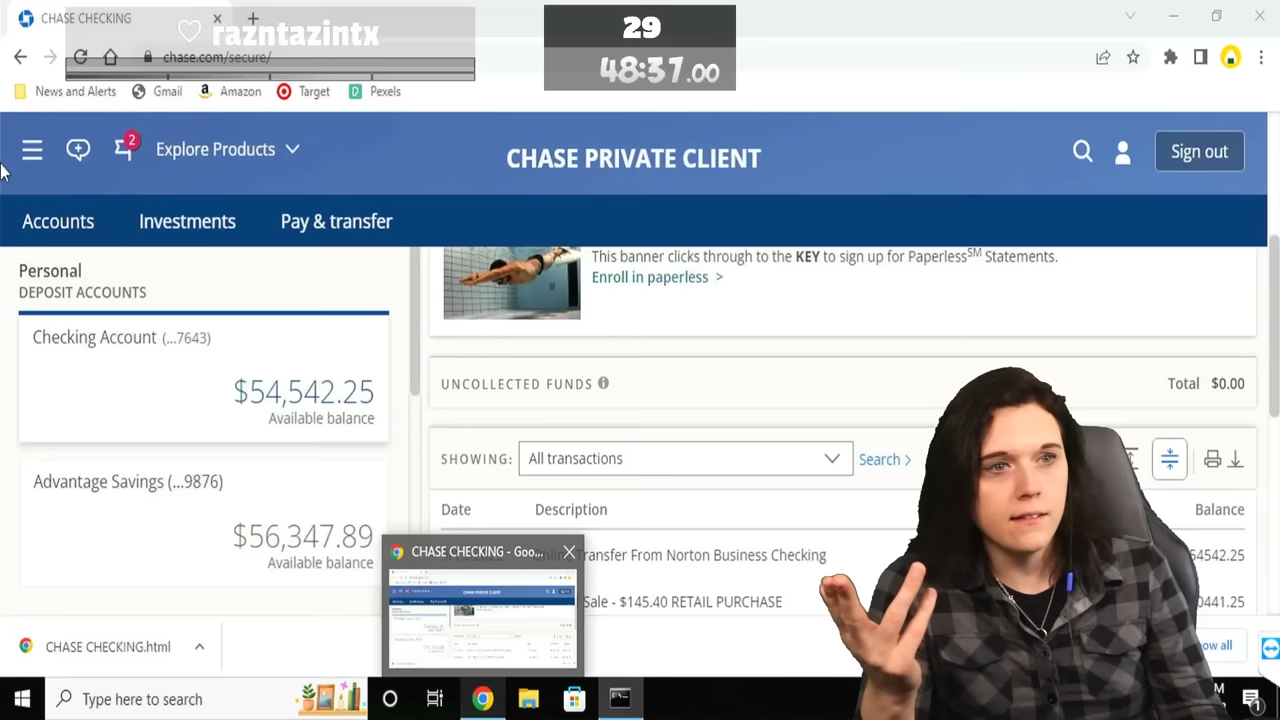 CHASE CHECKING
razntazintx
29
48:37.00
chase.com/secure/
News and Alerts
Gmail
Amazon
Target
Pexels
2
Explore Products
CHASE PRIVATE CLIENT
Sign out
Accounts
Investments
Pay & transfer
Personal
DEPOSIT ACCOUNTS
Checking Account (...7643)
$54,542.25
Available balance
Advantage Savings (...9876)
$56,347.89
Available balance
This banner clicks through to the KEY to sign up for Paperless℠ Statements.
Enroll in paperless >
UNCOLLECTED FUNDS
Total $0.00
SHOWING: All transactions
Search >
Date Description Balance
Transfer From Norton Business Checking
54542.25
Sale - $145.40 RETAIL PURCHASE
CHASE CHECKING - Goo...
CHASE CHECKING.html
Type here to search
1